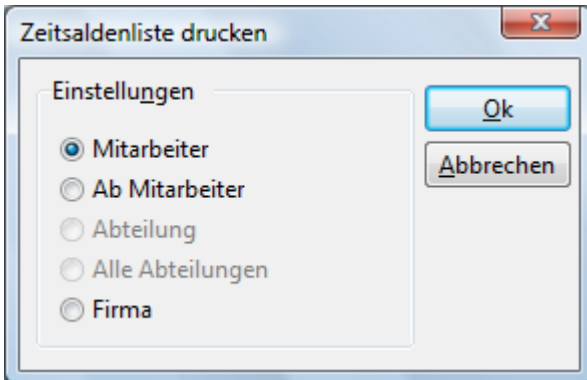 Zeitsaldenliste drucken
Einstellungen
Mitarbeiter
Ab Mitarbeiter
Abteilung
Alle Abteilungen
Firma
Ok
Abbrechen